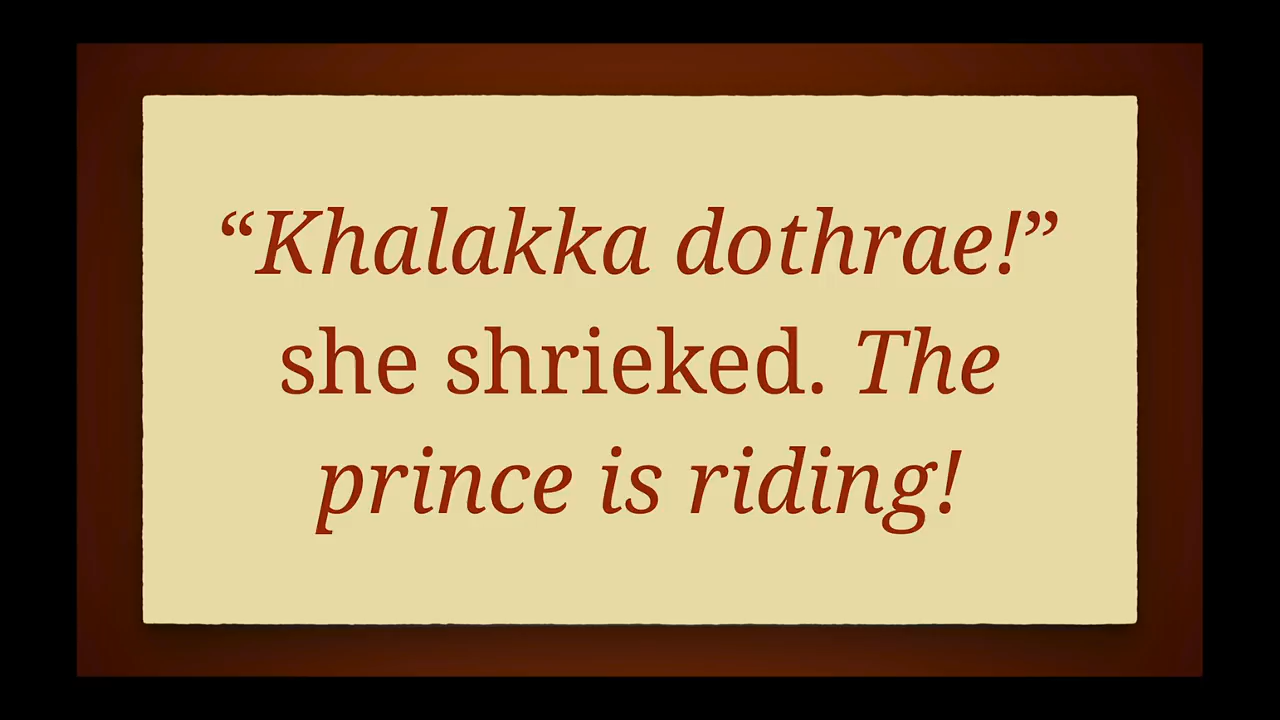 “Khalakka dothrae!”
she shrieked. The
prince is riding!